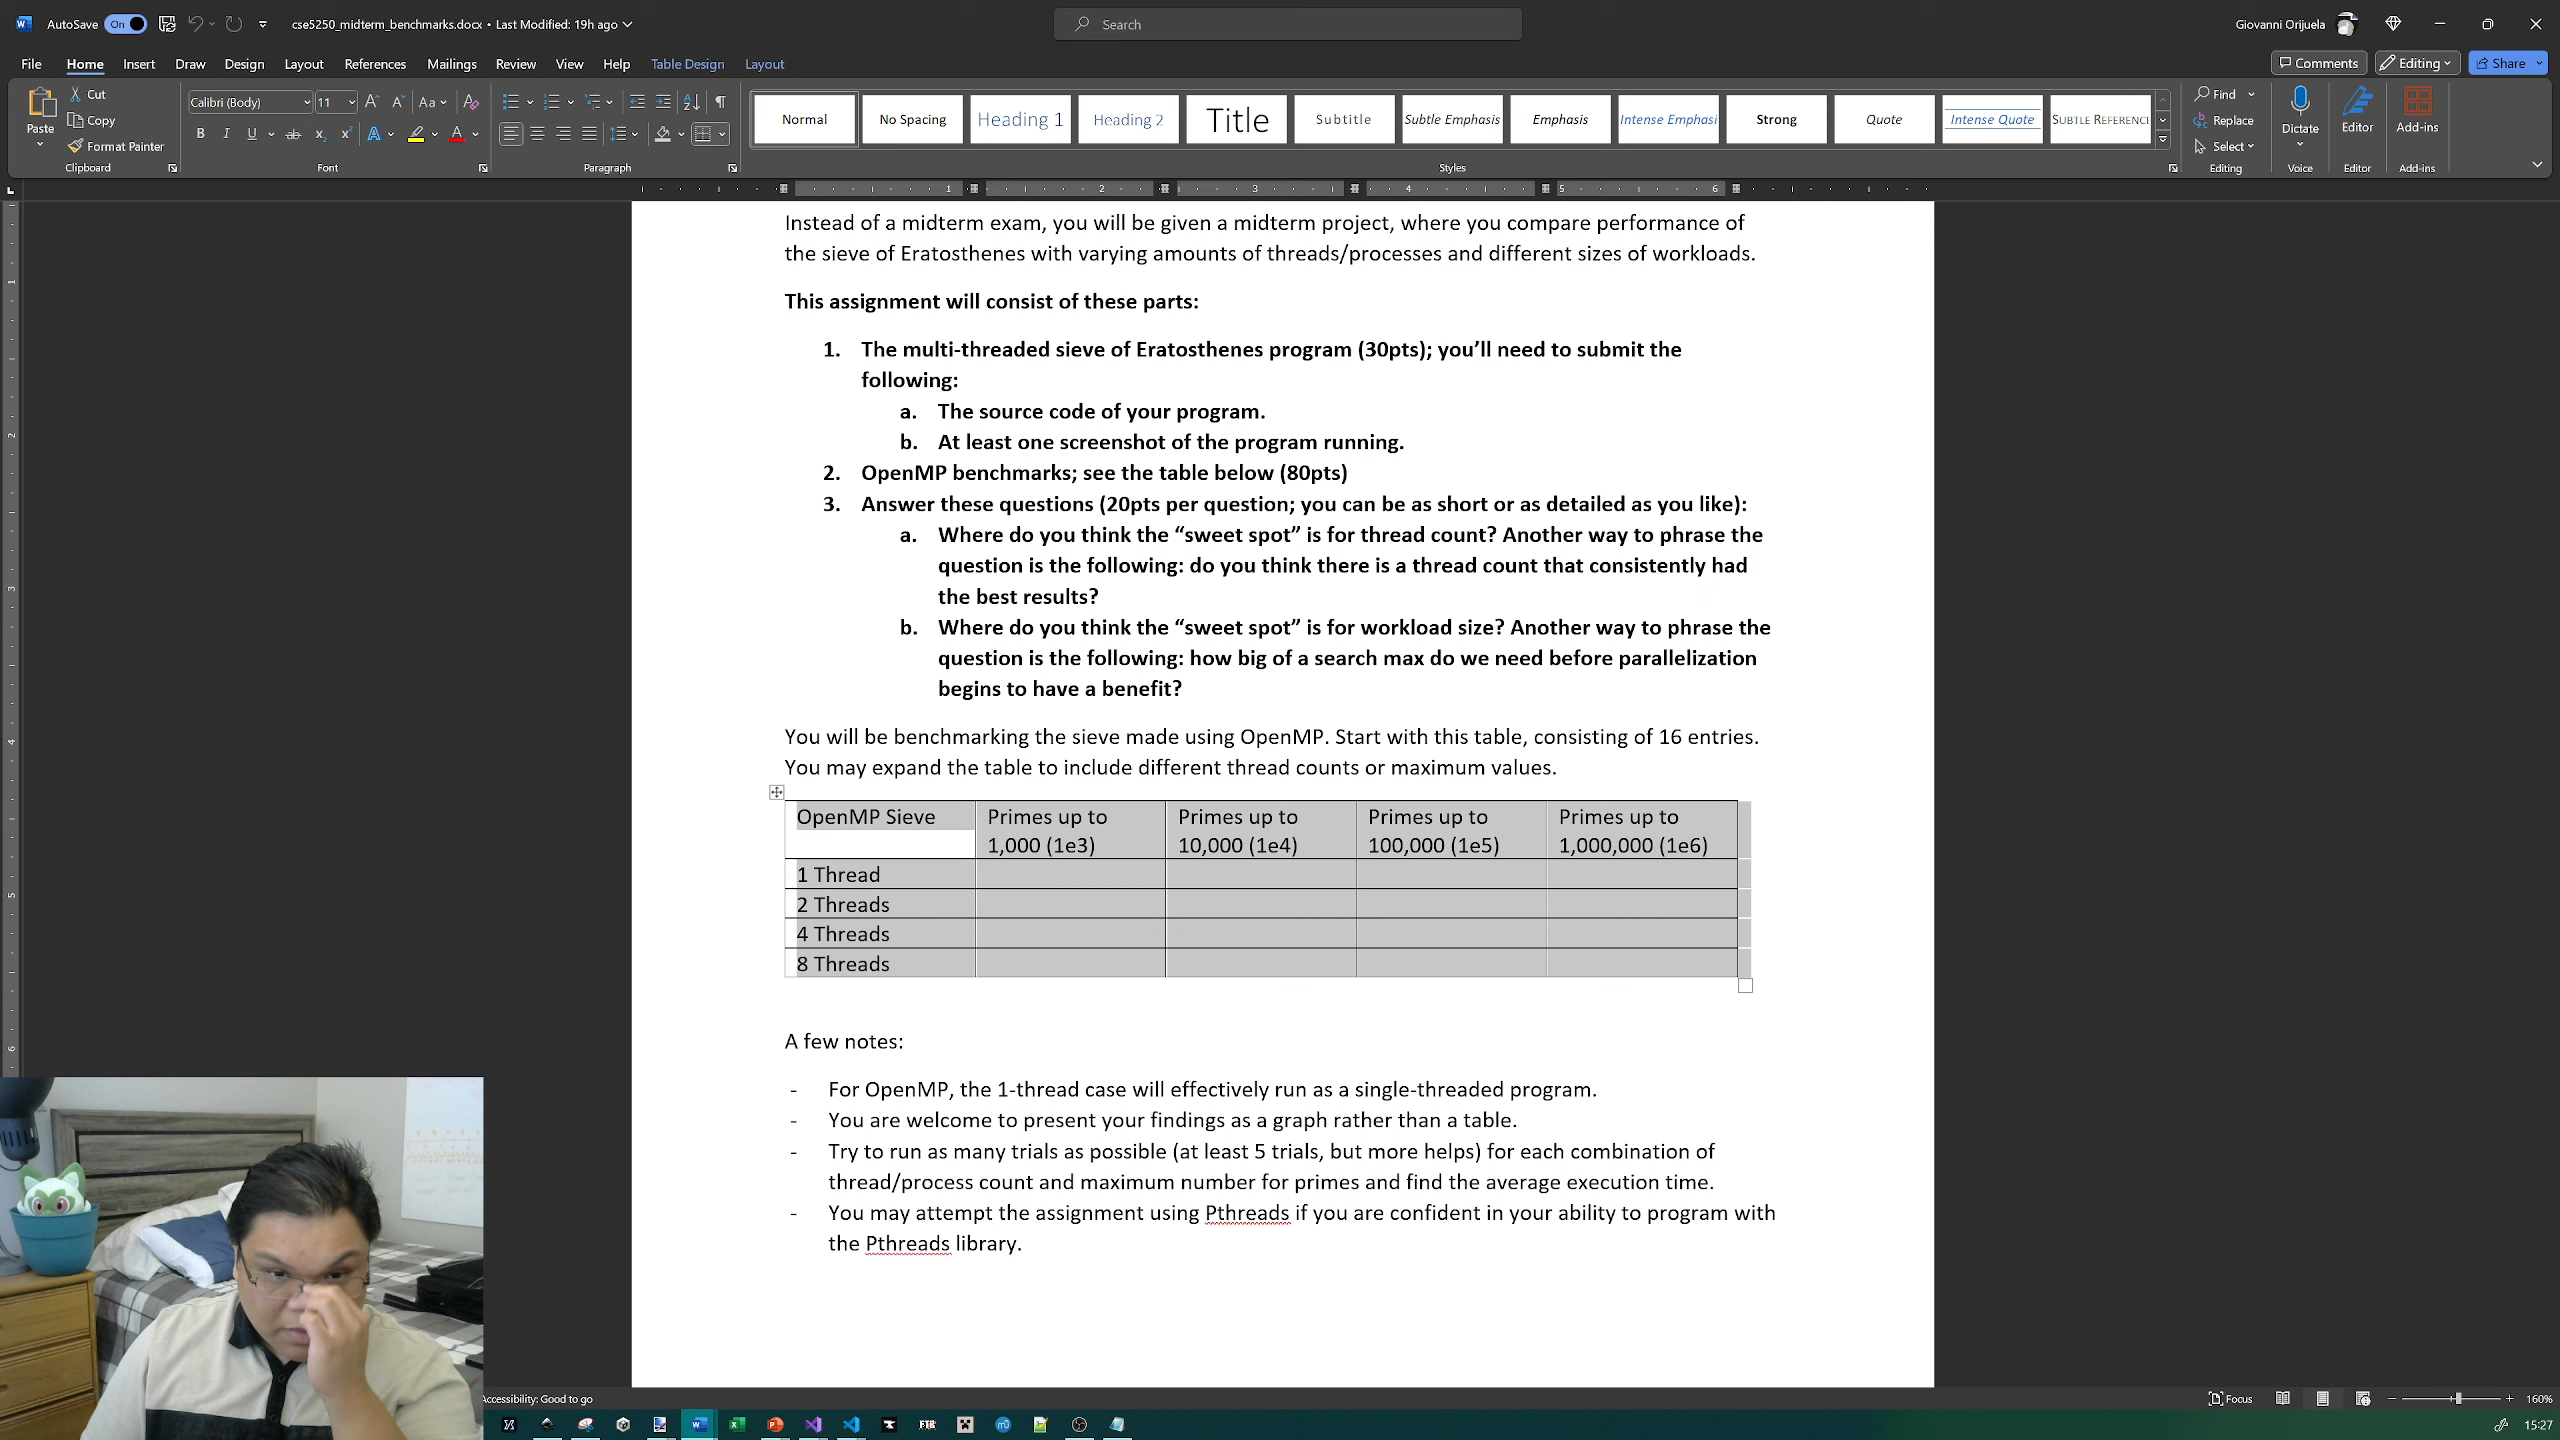 AutoSave On cse5250_midterm_benchmarks.docx • Last Modified: 19h ago Search Giovanni Orijuela
File Home Insert Draw Design Layout References Mailings Review View Help Table Design Layout Comments Editing Share
Paste Cut Copy Format Painter Clipboard
Calibri (Body) 11 Font
Paragraph
Normal No Spacing Heading 1 Heading 2 Title Subtitle Subtle Emphasis Emphasis Intense Emphasi Strong Quote Intense Quote SUBTLE REFERENCE
Styles
Find Replace Select Editing
Dictate Voice
Editor Editor
Add-ins Add-ins
1 2 3 4 5 6
Instead of a midterm exam, you will be given a midterm project, where you compare performance of
the sieve of Eratosthenes with varying amounts of threads/processes and different sizes of workloads.
This assignment will consist of these parts:
1. The multi-threaded sieve of Eratosthenes program (30pts); you’ll need to submit the
following:
a. The source code of your program.
b. At least one screenshot of the program running.
2. OpenMP benchmarks; see the table below (80pts)
3. Answer these questions (20pts per question; you can be as short or as detailed as you like):
a. Where do you think the “sweet spot” is for thread count? Another way to phrase the
question is the following: do you think there is a thread count that consistently had
the best results?
b. Where do you think the “sweet spot” is for workload size? Another way to phrase the
question is the following: how big of a search max do we need before parallelization
begins to have a benefit?
You will be benchmarking the sieve made using OpenMP. Start with this table, consisting of 16 entries.
You may expand the table to include different thread counts or maximum values.
OpenMP Sieve Primes up to Primes up to Primes up to Primes up to
1,000 (1e3) 10,000 (1e4) 100,000 (1e5) 1,000,000 (1e6)
1 Thread
2 Threads
4 Threads
8 Threads
A few notes:
- For OpenMP, the 1-thread case will effectively run as a single-threaded program.
- You are welcome to present your findings as a graph rather than a table.
- Try to run as many trials as possible (at least 5 trials, but more helps) for each combination of
thread/process count and maximum number for primes and find the average execution time.
- You may attempt the assignment using Pthreads if you are confident in your ability to program with
the Pthreads library.
Accessibility: Good to go Focus 160%
FTB 15:27